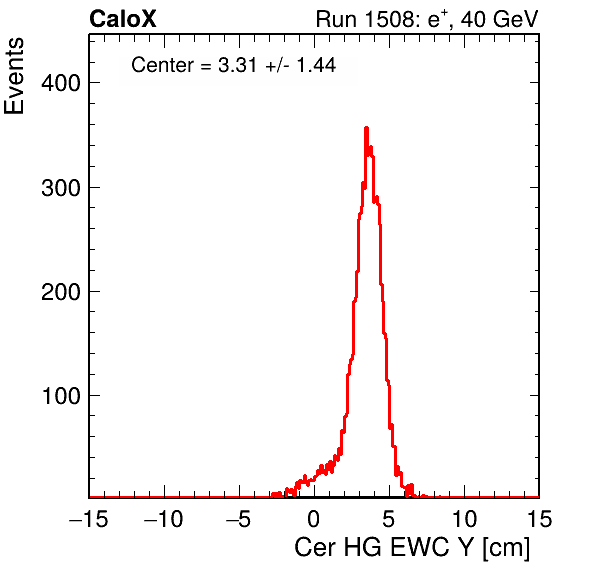 CaloX
Run 1508: e+, 40 GeV
Events
Center = 3.31 +/- 1.44
400
300
200
100
−15 −10 −5 0 5 10 15
Cer HG EWC Y [cm]